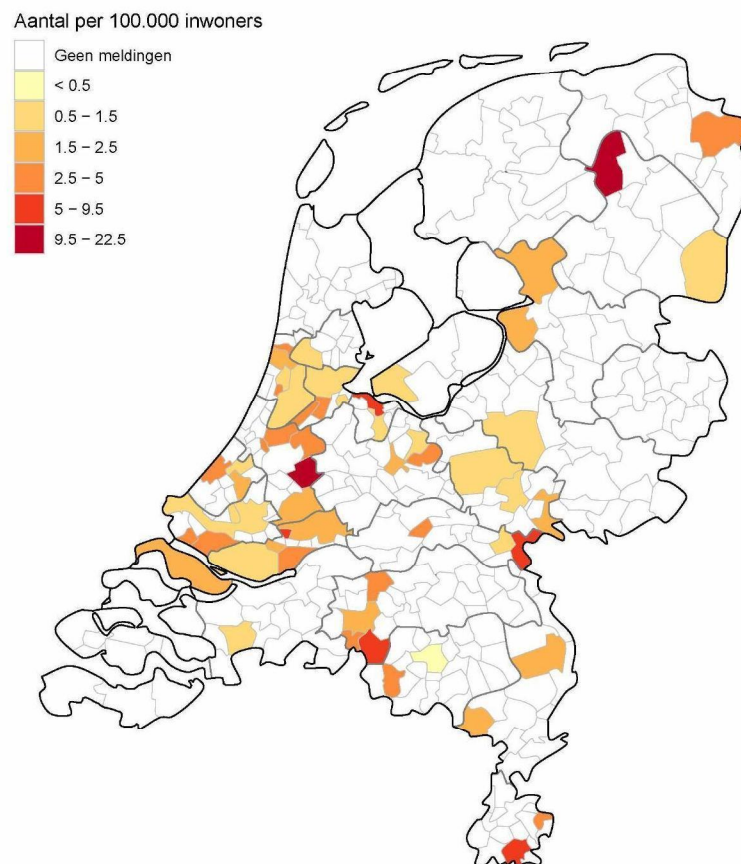 Aantal per 100.000 inwoners
Geen meldingen
< 0.5
0.5 – 1.5
1.5 – 2.5
2.5 – 5
5 – 9.5
9.5 – 22.5